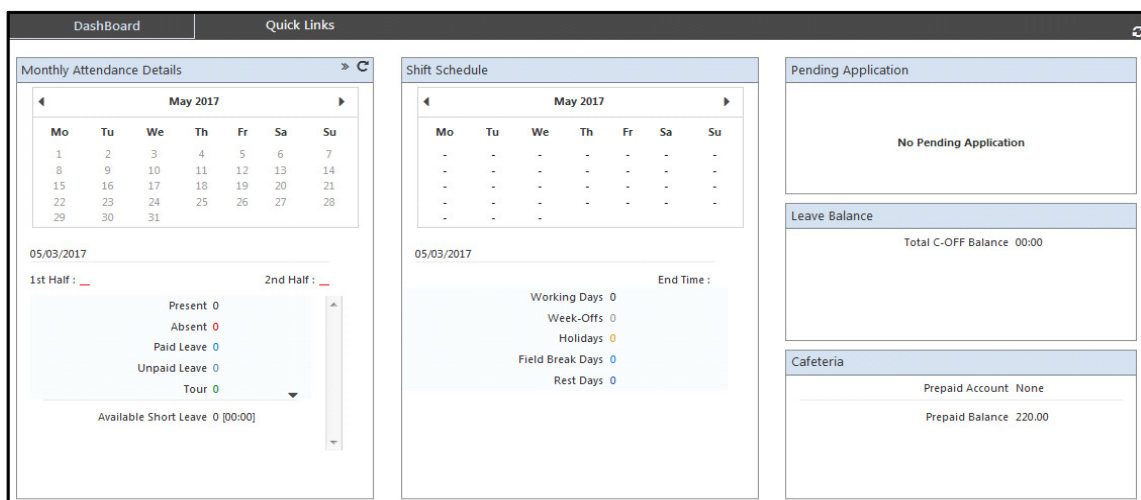 DashBoard Quick Links
Monthly Attendance Details »
May 2017
Mo Tu We Th Fr Sa Su
1 2 3 4 5 6 7
8 9 10 11 12 13 14
15 16 17 18 19 20 21
22 23 24 25 26 27 28
29 30 31
05/03/2017
1st Half : __ 2nd Half : __
Present 0
Absent 0
Paid Leave 0
Unpaid Leave 0
Tour 0
Available Short Leave 0 [00:00]
Shift Schedule
May 2017
Mo Tu We Th Fr Sa Su
- - - - - - -
- - - - - - -
- - - - - - -
- - - - - - -
- - -
05/03/2017
End Time :
Working Days 0
Week-Offs 0
Holidays 0
Field Break Days 0
Rest Days 0
Pending Application
No Pending Application
Leave Balance
Total C-OFF Balance 00:00
Cafeteria
Prepaid Account None
Prepaid Balance 220.00